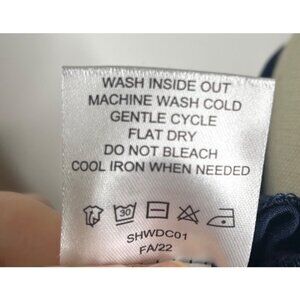 WASH INSIDE OUT
MACHINE WASH COLD
GENTLE CYCLE
FLAT DRY
DO NOT BLEACH
COOL IRON WHEN NEEDED
30
SHWDC01
FA/22